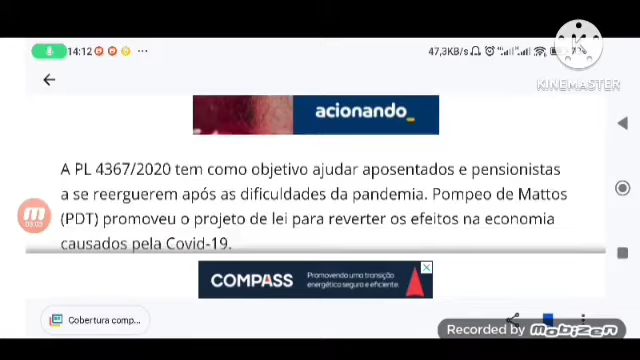 14:12
47,3KB/s
KINEMASTER
acionando_
A PL 4367/2020 tem como objetivo ajudar aposentados e pensionistas
a se reerguerem após as dificuldades da pandemia. Pompeo de Mattos
(PDT) promoveu o projeto de lei para reverter os efeitos na economia
causados pela Covid-19.
03:03
COMPASS
Promovendo uma transição
energética segura e eficiente.
Cobertura comp...
Recorded by mobizen